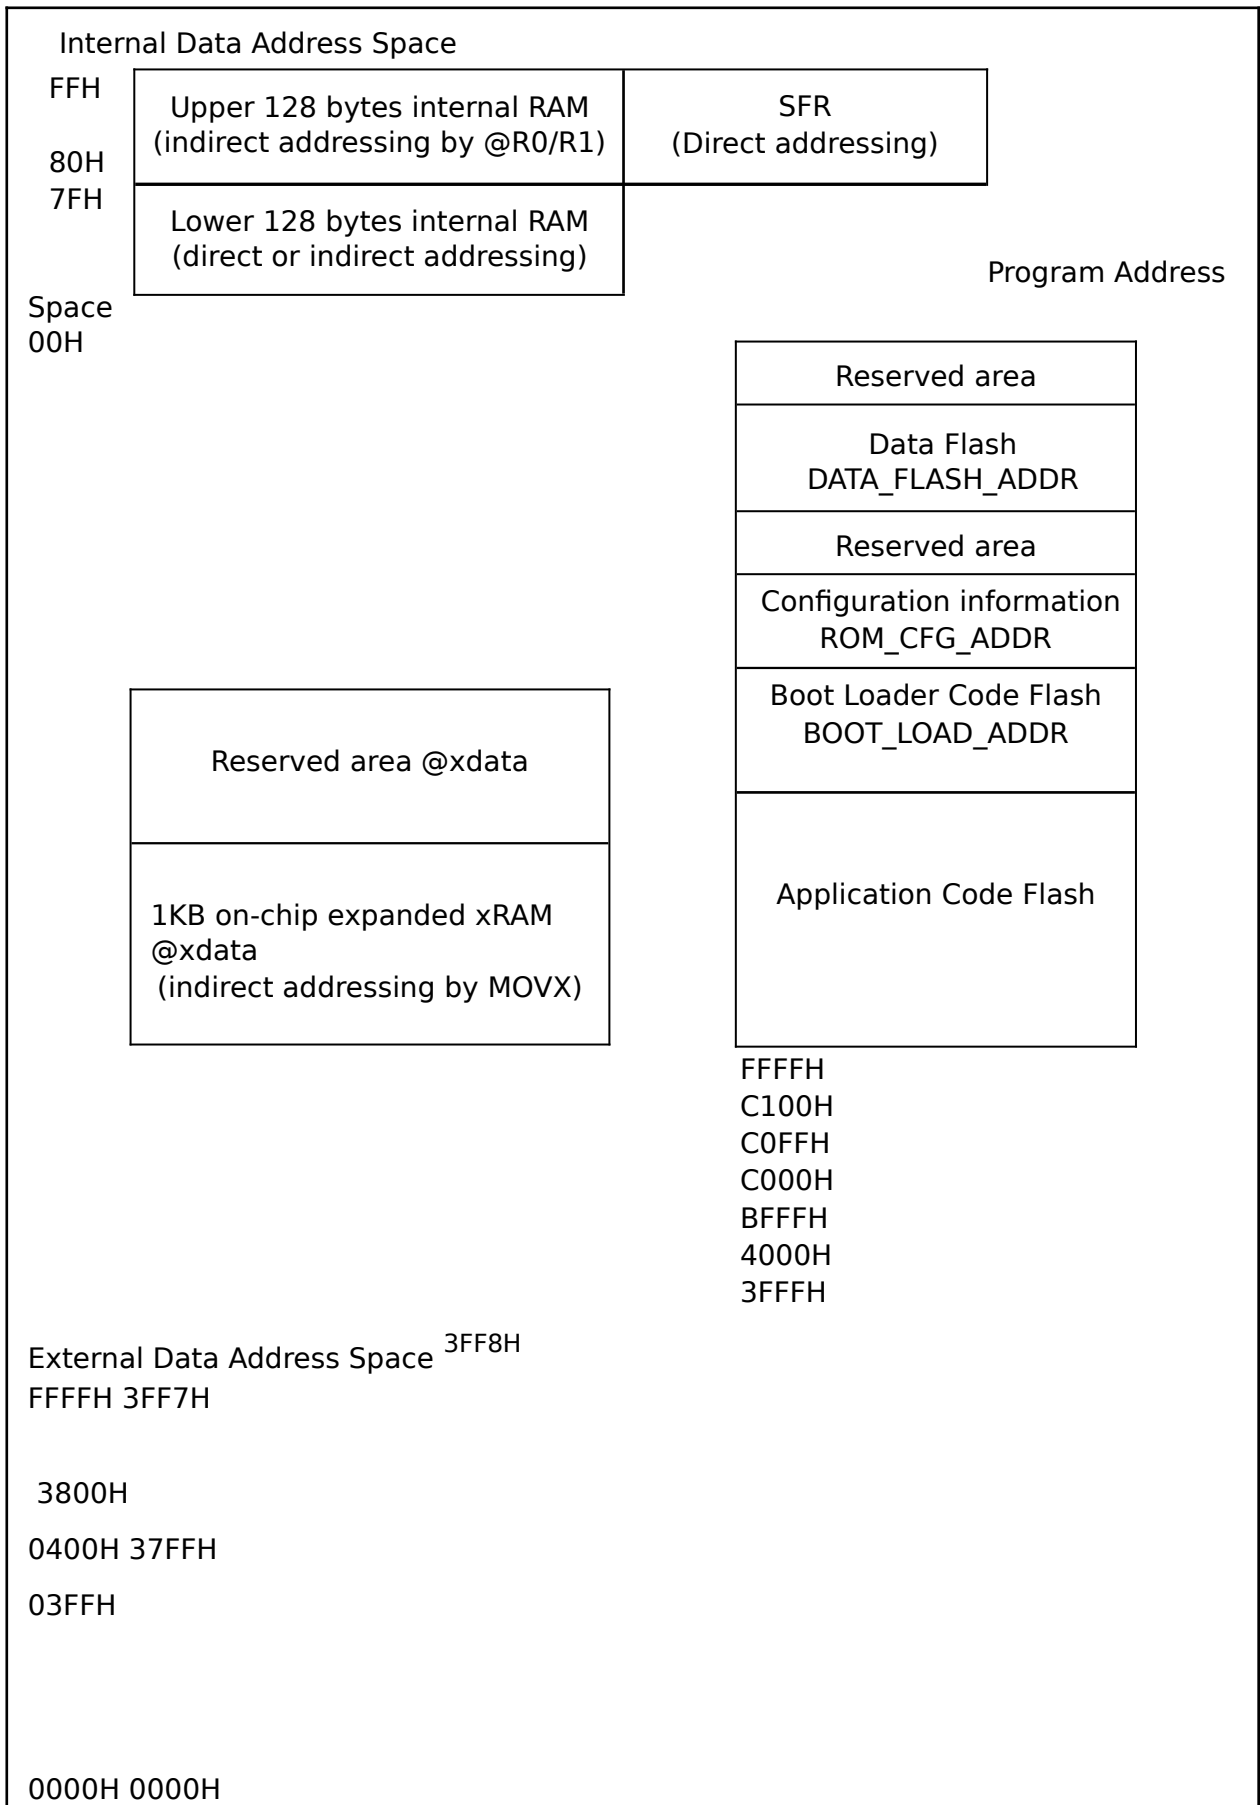 Internal Data Address Space
FFH
Upper 128 bytes internal RAM
(indirect addressing by @R0/R1)
SFR
(Direct addressing)
80H
7FH
Lower 128 bytes internal RAM
(direct or indirect addressing)
Program Address
Space
00H
Reserved area
Data Flash
DATA_FLASH_ADDR
Reserved area
Configuration information
ROM_CFG_ADDR
Boot Loader Code Flash
BOOT_LOAD_ADDR
Application Code Flash
Reserved area @xdata
1KB on-chip expanded xRAM
@xdata
(indirect addressing by MOVX)
FFFFH
C100H
C0FFH
C000H
BFFFH
4000H
3FFFH
External Data Address Space 3FF8H
FFFFH 3FF7H
3800H
0400H 37FFH
03FFH
0000H 0000H